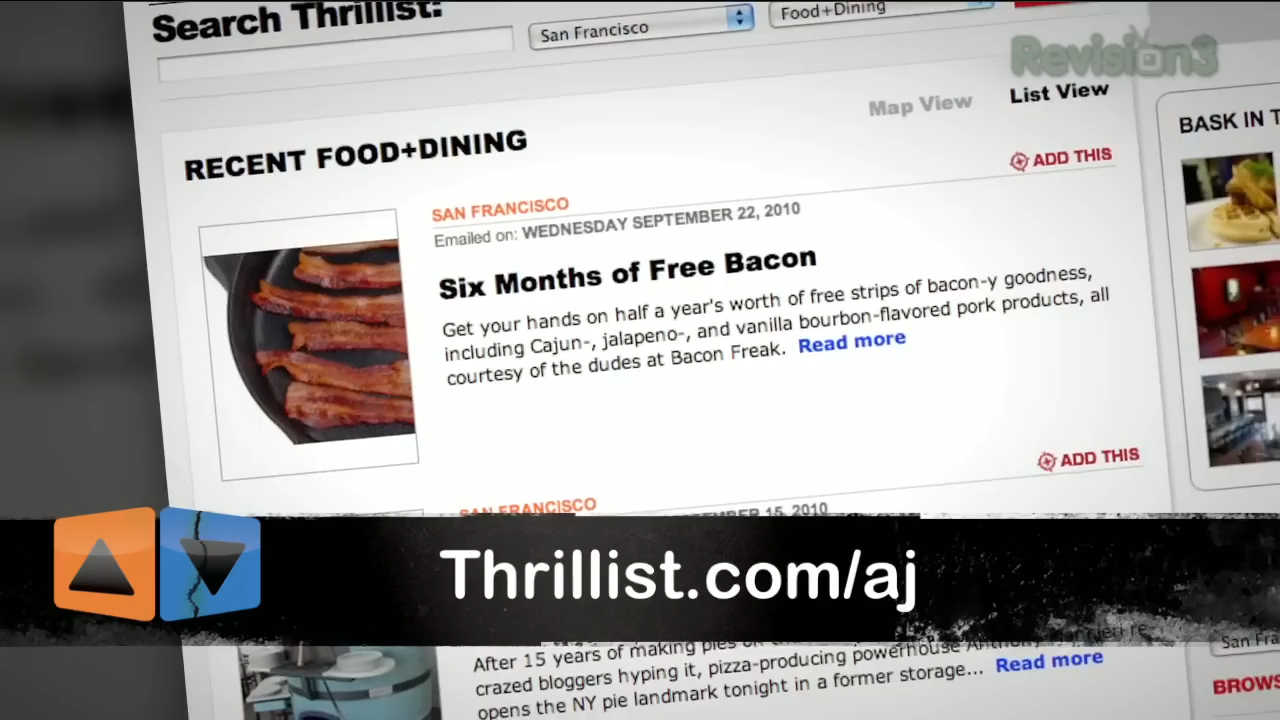 Search Thrillist:
San Francisco
Food+Dining
Revision3
Map View
List View
RECENT FOOD+DINING
BASK IN T
ADD THIS
SAN FRANCISCO
Emailed on: WEDNESDAY SEPTEMBER 22, 2010
Six Months of Free Bacon
Get your hands on half a year's worth of free strips of bacon-y goodness,
including Cajun-, jalapeno-, and vanilla bourbon-flavored pork products, all
courtesy of the dudes at Bacon Freak. Read more
ADD THIS
SAN FRANCISCO
15, 2010
Thrillist.com/aj
After 15 years of making pies
crazed bloggers hyping it, pizza-producing powerhouse
opens the NY pie landmark tonight in a former storage... Read more
San Fra
BROWS